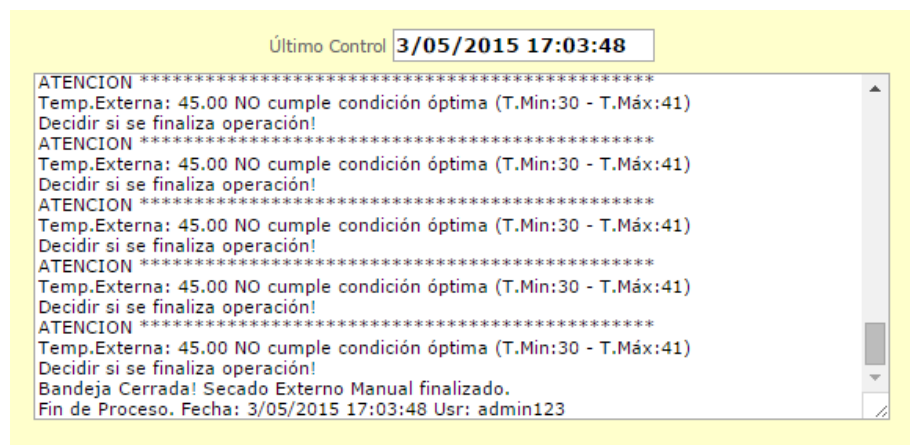 Último Control 3/05/2015 17:03:48
ATENCION ***********************************************
Temp.Externa: 45.00 NO cumple condición óptima (T.Min:30 - T.Máx:41)
Decidir si se finaliza operación!
ATENCION ***********************************************
Temp.Externa: 45.00 NO cumple condición óptima (T.Min:30 - T.Máx:41)
Decidir si se finaliza operación!
ATENCION ***********************************************
Temp.Externa: 45.00 NO cumple condición óptima (T.Min:30 - T.Máx:41)
Decidir si se finaliza operación!
ATENCION ***********************************************
Temp.Externa: 45.00 NO cumple condición óptima (T.Min:30 - T.Máx:41)
Decidir si se finaliza operación!
ATENCION ***********************************************
Temp.Externa: 45.00 NO cumple condición óptima (T.Min:30 - T.Máx:41)
Decidir si se finaliza operación!
Bandeja Cerrada! Secado Externo Manual finalizado.
Fin de Proceso. Fecha: 3/05/2015 17:03:48 Usr: admin123